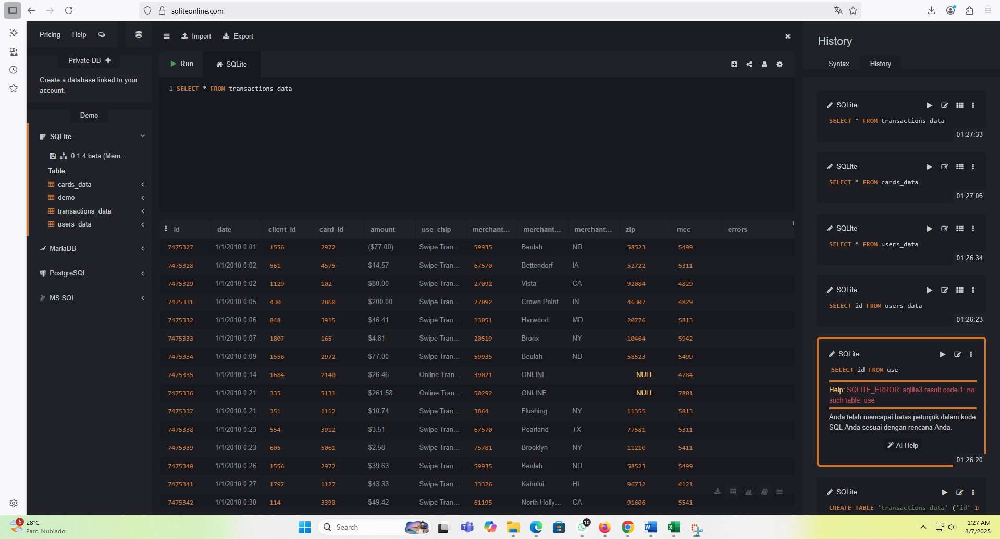 sqliteonline.com
Pricing Help
Import Export
Private DB
Create a database linked to your
account.
Demo
SQLite
0.1.4 beta (Mem...
Table
cards_data
demo
transactions_data
users_data
MariaDB
PostgreSQL
MS SQL
Run SQLite
1 SELECT * FROM transactions_data
id date client_id card_id amount use_chip merchant... merchant... merchant... zip mcc errors
7475327 1/1/2010 0:01 1556 2972 ($77.00) Swipe Tran... 59935 Beulah ND 58523 5499
7475328 1/1/2010 0:02 561 4575 $14.57 Swipe Tran... 67570 Bettendorf IA 52722 5311
7475329 1/1/2010 0:02 1129 102 $80.00 Swipe Tran... 27092 Vista CA 92084 4829
7475331 1/1/2010 0:05 430 2860 $200.00 Swipe Tran... 27092 Crown Point IN 46307 4829
7475332 1/1/2010 0:06 848 3915 $46.41 Swipe Tran... 13051 Harwood MD 20776 5813
7475333 1/1/2010 0:07 1807 165 $4.81 Swipe Tran... 20519 Bronx NY 10464 5942
7475334 1/1/2010 0:09 1556 2972 $77.00 Swipe Tran... 59935 Beulah ND 58523 5499
7475335 1/1/2010 0:14 1684 2140 $26.46 Online Tran... 39021 ONLINE NULL 4784
7475336 1/1/2010 0:21 335 5131 $261.58 Online Tran... 50292 ONLINE NULL 7801
7475337 1/1/2010 0:21 351 1112 $10.74 Swipe Tran... 3864 Flushing NY 11355 5813
7475338 1/1/2010 0:23 554 3912 $3.51 Swipe Tran... 67570 Pearland TX 77581 5311
7475339 1/1/2010 0:23 605 5061 $2.58 Swipe Tran... 75781 Brooklyn NY 11210 5411
7475340 1/1/2010 0:26 1556 2972 $39.63 Swipe Tran... 59935 Beulah ND 58523 5499
7475341 1/1/2010 0:27 1797 1127 $43.33 Swipe Tran... 33326 Kahului HI 96732 4121
7475342 1/1/2010 0:30 114 3398 $49.42 Swipe Tran... 61195 North Holly... CA 91606 5541
History
Syntax History
SQLite
SELECT * FROM transactions_data
01:27:33
SQLite
SELECT * FROM cards_data
01:27:06
SQLite
SELECT * FROM users_data
01:26:34
SQLite
SELECT id FROM users_data
01:26:23
SQLite
SELECT id FROM use
Help: SQLITE_ERROR: sqlite3 result code 1: no
such table: use
Anda telah mencapai batas petunjuk dalam kode
SQL Anda sesuai dengan rencana Anda.
AI Help
01:26:20
SQLite
CREATE TABLE 'transactions_data' ('id' I
6
28°C
Parc. Nublado
Search
10
1:27 AM
8/7/2025